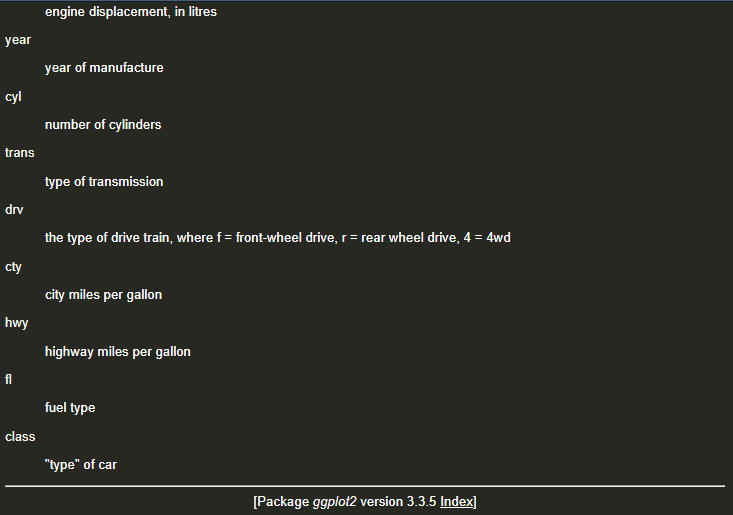 engine displacement, in litres
year
year of manufacture
cyl
number of cylinders
trans
type of transmission
drv
the type of drive train, where f = front-wheel drive, r = rear wheel drive, 4 = 4wd
cty
city miles per gallon
hwy
highway miles per gallon
fl
fuel type
class
"type" of car
[Package ggplot2 version 3.3.5 Index]